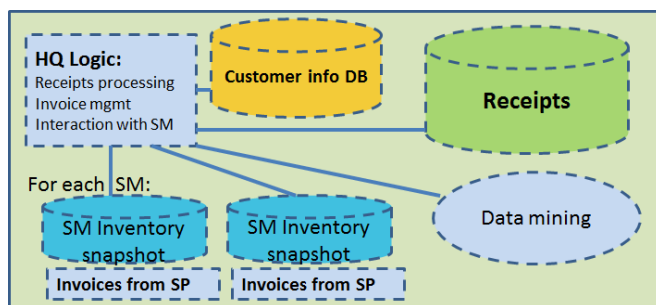 HQ Logic:
Receipts processing
Invoice mgmt
Interaction with SM
Customer info DB
Receipts
For each SM:
SM Inventory
snapshot
Invoices from SP
SM Inventory
snapshot
Invoices from SP
Data mining